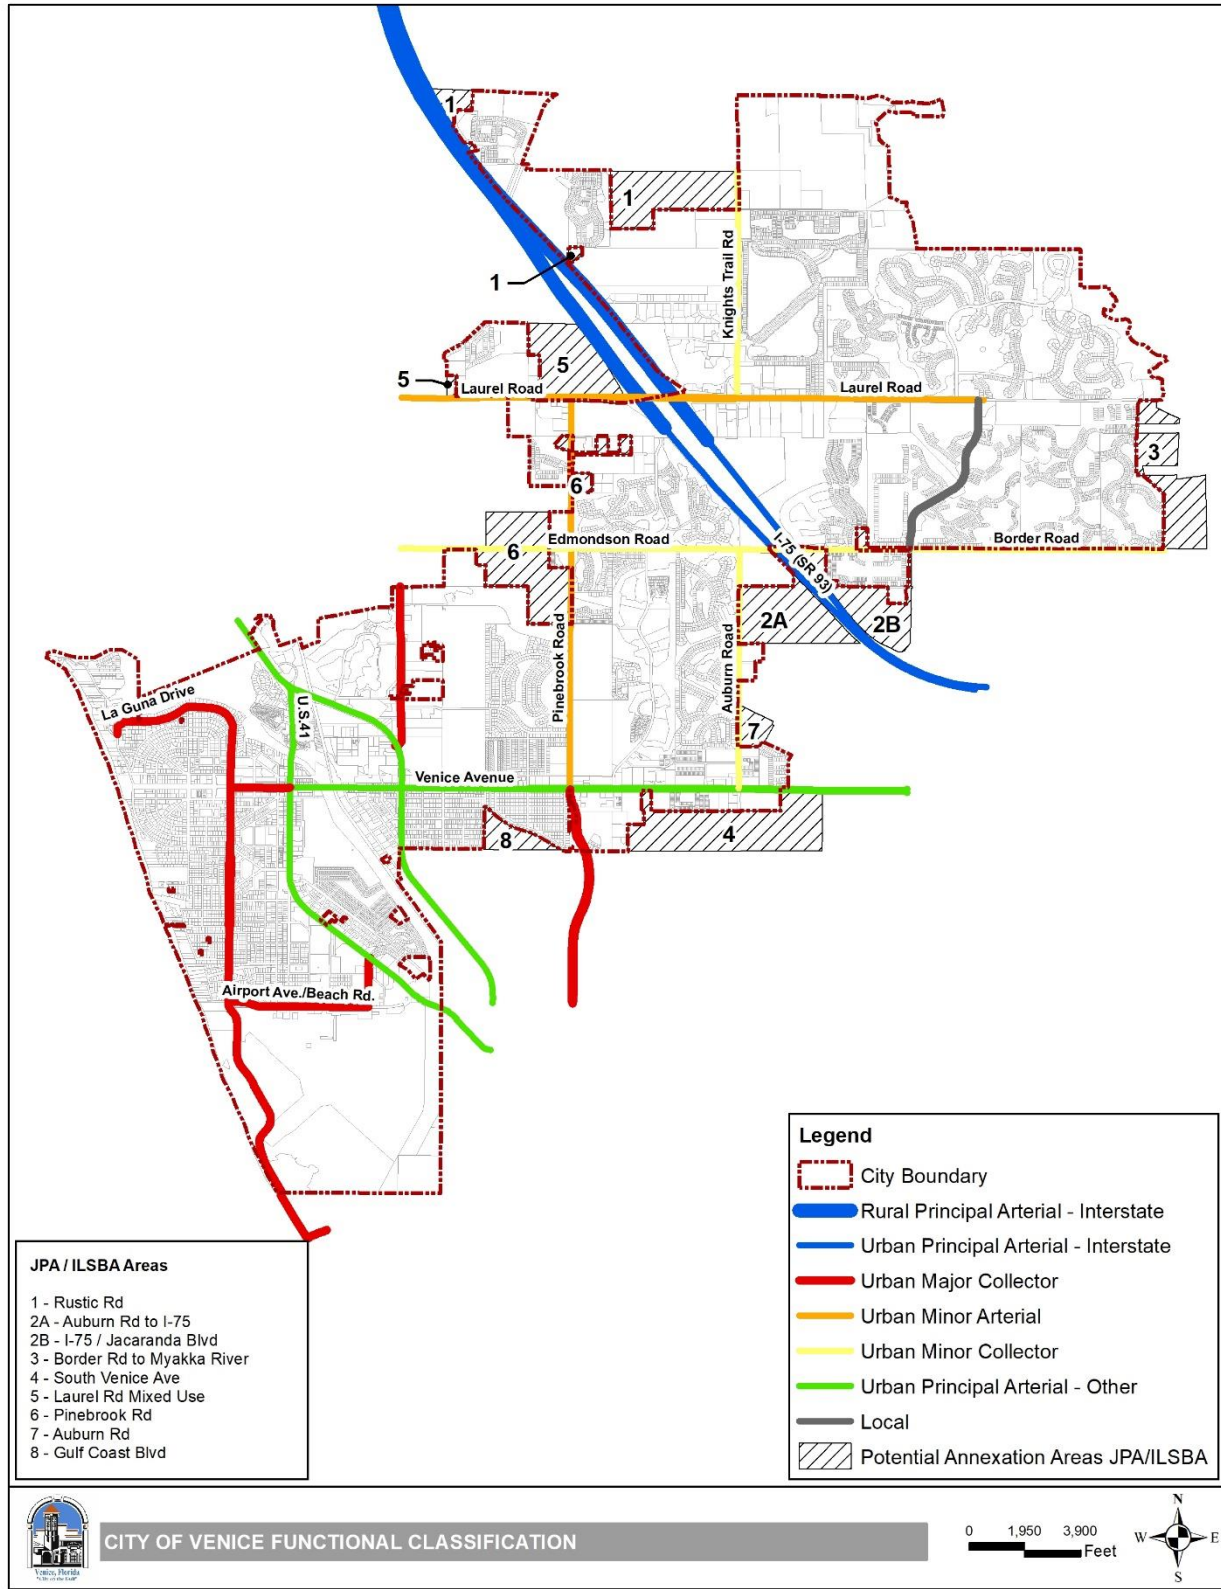 1
1
1
Knights Trail Rd
5
5
Laurel Road
Laurel Road
3
6
6
Edmondson Road
I-75 (SR 93)
Border Road
2A
2B
Pinebrook Road
Auburn Road
La Guna Drive
U.S.41
7
Venice Avenue
8
4
Airport Ave./Beach Rd.
Legend
City Boundary
Rural Principal Arterial - Interstate
Urban Principal Arterial - Interstate
Urban Major Collector
Urban Minor Arterial
Urban Minor Collector
Urban Principal Arterial - Other
Local
Potential Annexation Areas JPA/ILSBA
JPA / ILSBA Areas
1 - Rustic Rd
2A - Auburn Rd to I-75
2B - I-75 / Jacaranda Blvd
3 - Border Rd to Myakka River
4 - South Venice Ave
5 - Laurel Rd Mixed Use
6 - Pinebrook Rd
7 - Auburn Rd
8 - Gulf Coast Blvd
Venice, Florida
"City on the Gulf"
CITY OF VENICE FUNCTIONAL CLASSIFICATION
0 1,950 3,900
Feet
N
W E
S